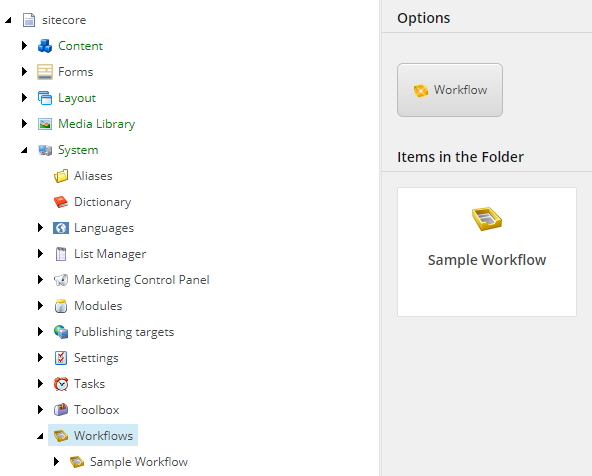 sitecore
Content
Forms
Layout
Media Library
System
Aliases
Dictionary
Languages
List Manager
Marketing Control Panel
Modules
Publishing targets
Settings
Tasks
Toolbox
Workflows
Sample Workflow
Options
Workflow
Items in the Folder
Sample Workflow